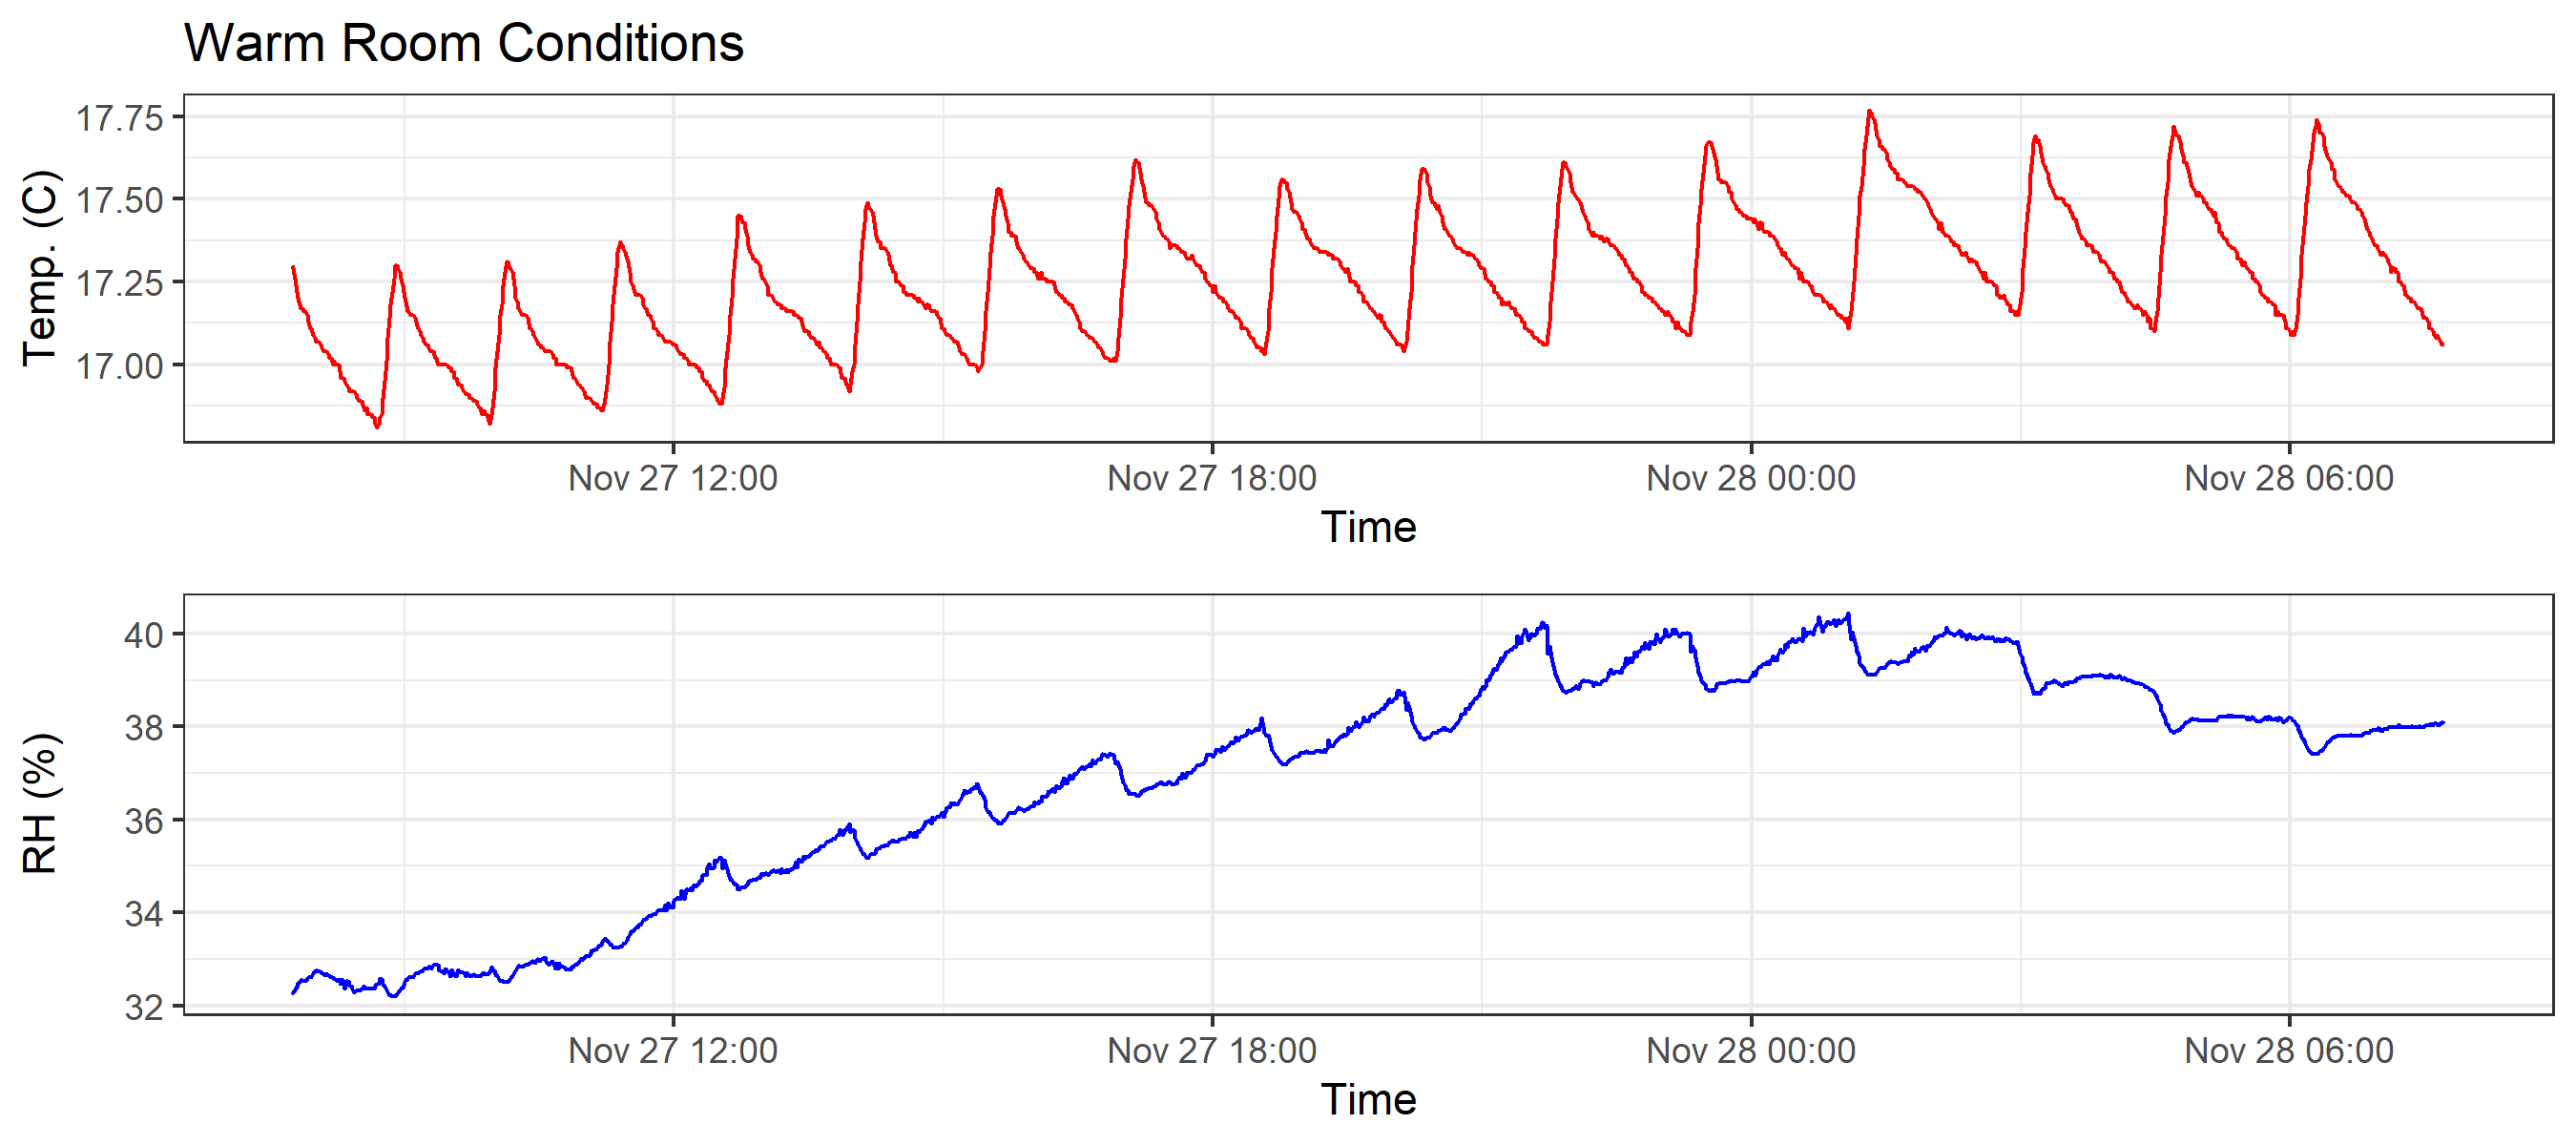 Warm Room Conditions
Temp. (C)
17.75
17.50
17.25
17.00
Nov 27 12:00 Nov 27 18:00 Nov 28 00:00 Nov 28 06:00
Time
RH (%)
40
38
36
34
32
Nov 27 12:00 Nov 27 18:00 Nov 28 00:00 Nov 28 06:00
Time